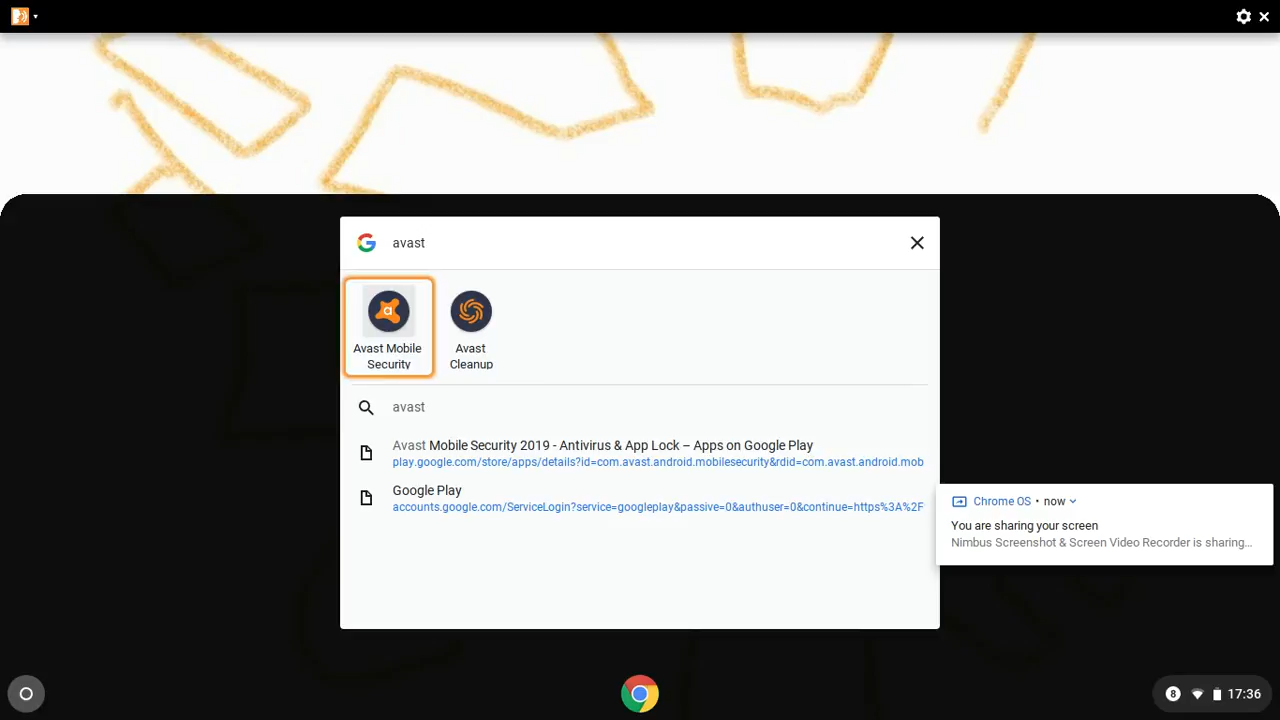 avast
Avast Mobile
Security
Avast
Cleanup
avast
Avast Mobile Security 2019 - Antivirus & App Lock – Apps on Google Play
play.google.com/store/apps/details?id=com.avast.android.mobilesecurity&rdid=com.avast.android.mob
Google Play
accounts.google.com/ServiceLogin?service=googleplay&passive=0&authuser=0&continue=https%3A%2F
Chrome OS • now
You are sharing your screen
Nimbus Screenshot & Screen Video Recorder is sharing...
8 17:36